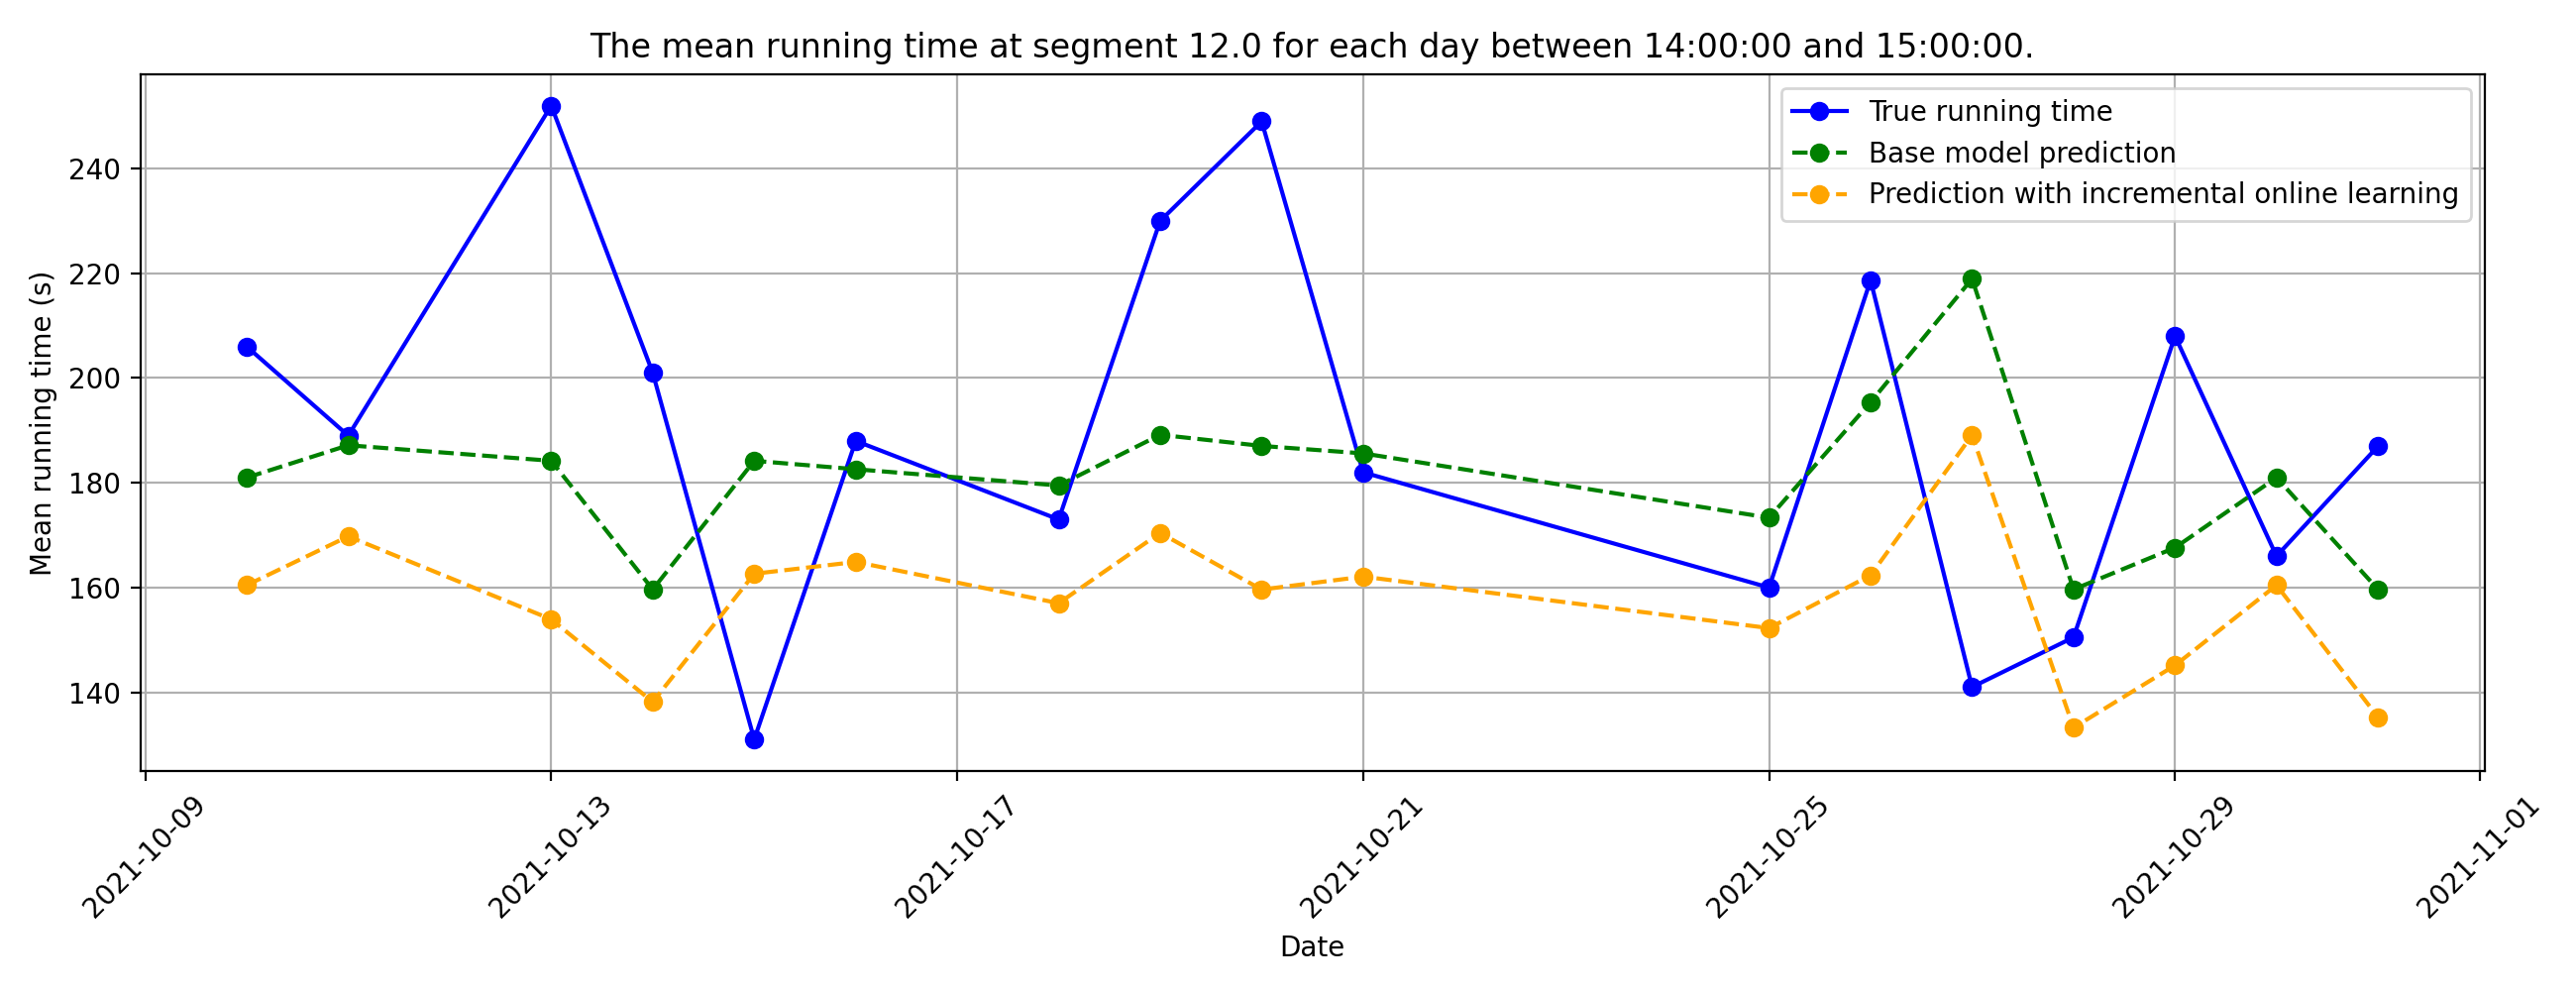 The mean running time at segment 12.0 for each day between 14:00:00 and 15:00:00.
True running time
Base model prediction
Prediction with incremental online learning
Mean running time (s)
240
220
200
180
160
140
2021-10-09
2021-10-13
2021-10-17
2021-10-21
2021-10-25
2021-10-29
2021-11-01
Date